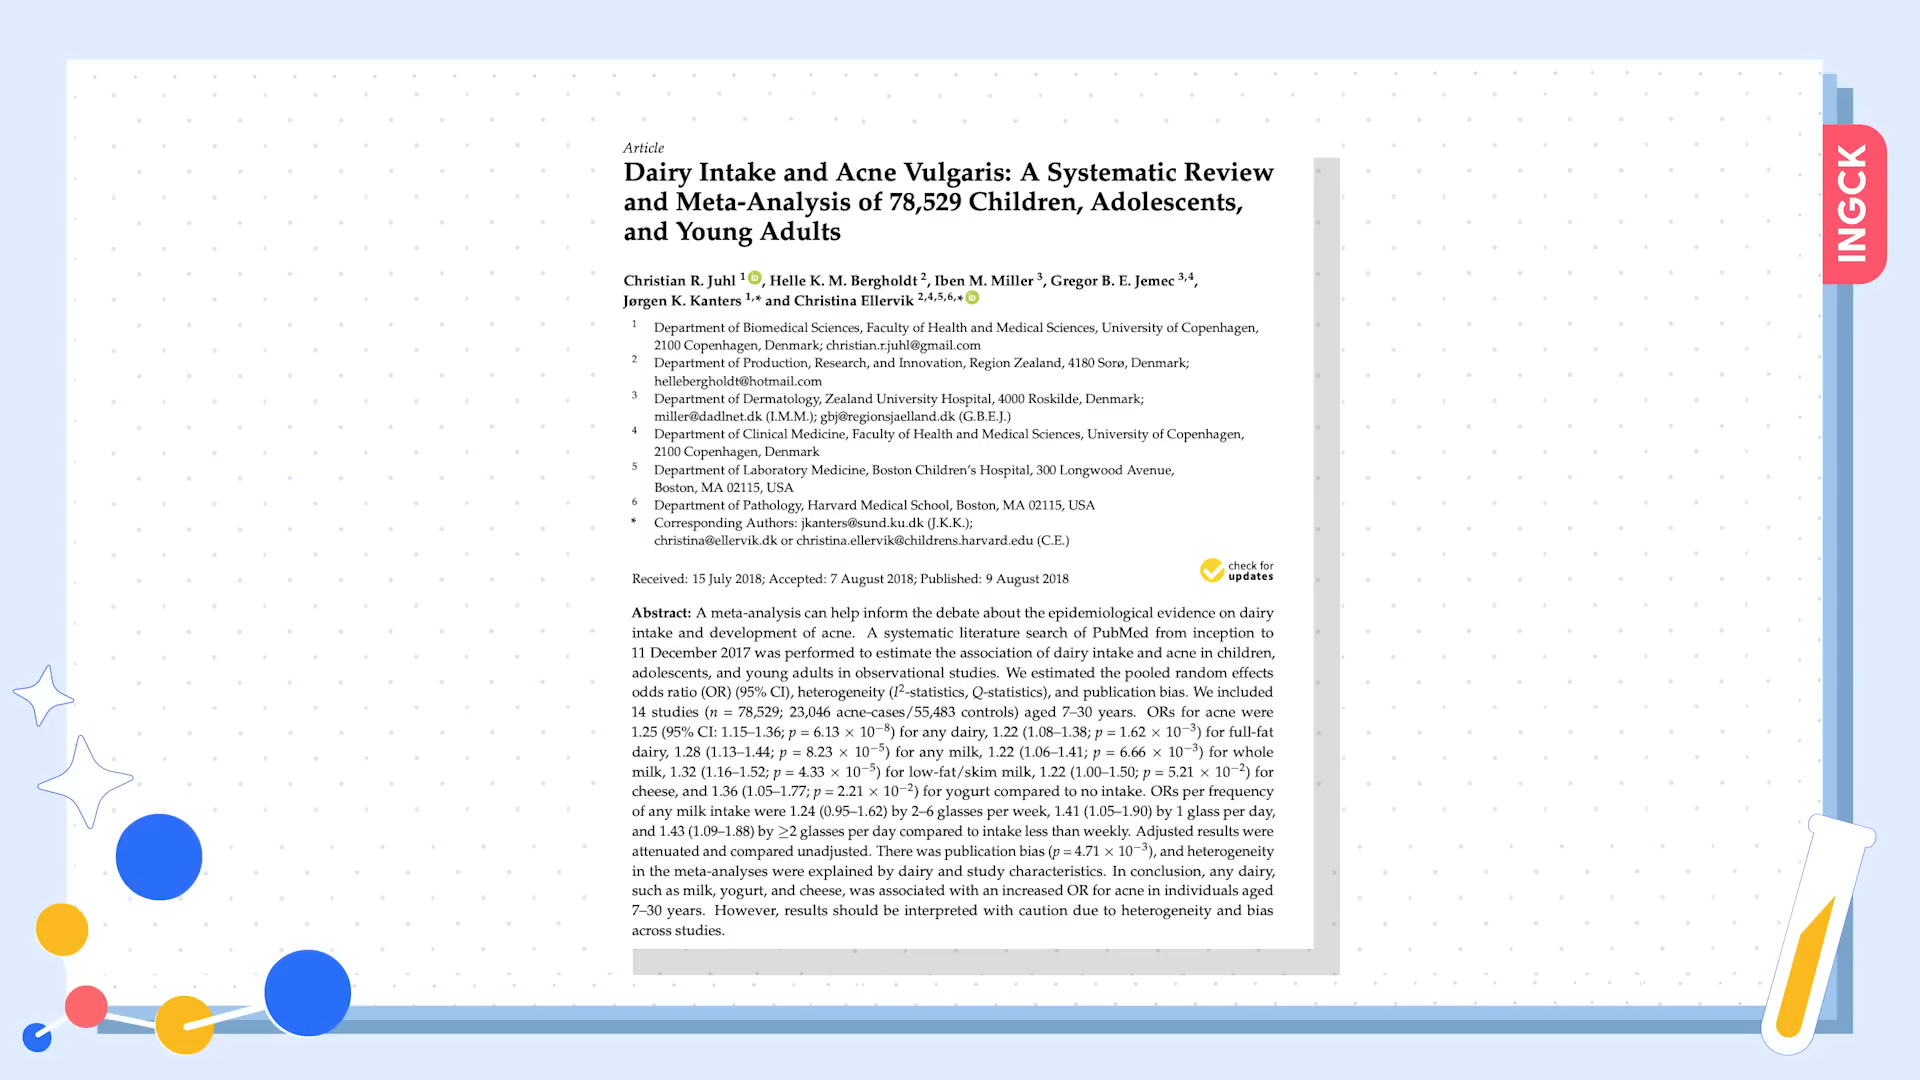 Article
Dairy Intake and Acne Vulgaris: A Systematic Review
and Meta-Analysis of 78,529 Children, Adolescents,
and Young Adults
Christian R. Juhl 1 iD, Helle K. M. Bergholdt 2, Iben M. Miller 3, Gregor B. E. Jemec 3,4,
Jørgen K. Kanters 1,* and Christina Ellervik 2,4,5,6,* iD
1 Department of Biomedical Sciences, Faculty of Health and Medical Sciences, University of Copenhagen,
2100 Copenhagen, Denmark; christian.r.juhl@gmail.com
2 Department of Production, Research, and Innovation, Region Zealand, 4180 Sorø, Denmark;
hellebergholdt@hotmail.com
3 Department of Dermatology, Zealand University Hospital, 4000 Roskilde, Denmark;
miller@dadlnet.dk (I.M.M.); gbj@regionsjaelland.dk (G.B.E.J.)
4 Department of Clinical Medicine, Faculty of Health and Medical Sciences, University of Copenhagen,
2100 Copenhagen, Denmark
5 Department of Laboratory Medicine, Boston Children's Hospital, 300 Longwood Avenue,
Boston, MA 02115, USA
6 Department of Pathology, Harvard Medical School, Boston, MA 02115, USA
* Corresponding Authors: jkanters@sund.ku.dk (J.K.K.);
christina@ellervik.dk or christina.ellervik@childrens.harvard.edu (C.E.)
check for
updates
Received: 15 July 2018; Accepted: 7 August 2018; Published: 9 August 2018
Abstract: A meta-analysis can help inform the debate about the epidemiological evidence on dairy
intake and development of acne. A systematic literature search of PubMed from inception to
11 December 2017 was performed to estimate the association of dairy intake and acne in children,
adolescents, and young adults in observational studies. We estimated the pooled random effects
odds ratio (OR) (95% CI), heterogeneity (I²-statistics, Q-statistics), and publication bias. We included
14 studies (n = 78,529; 23,046 acne-cases/55,483 controls) aged 7–30 years. ORs for acne were
1.25 (95% CI: 1.15–1.36; p = 6.13 × 10⁻⁸) for any dairy, 1.22 (1.08–1.38; p = 1.62 × 10⁻³) for full-fat
dairy, 1.28 (1.13–1.44; p = 8.23 × 10⁻⁵) for any milk, 1.22 (1.06–1.41; p = 6.66 × 10⁻³) for whole
milk, 1.32 (1.16–1.52; p = 4.33 × 10⁻⁵) for low-fat/skim milk, 1.22 (1.00–1.50; p = 5.21 × 10⁻²) for
cheese, and 1.36 (1.05–1.77; p = 2.21 × 10⁻²) for yogurt compared to no intake. ORs per frequency
of any milk intake were 1.24 (0.95–1.62) by 2–6 glasses per week, 1.41 (1.05–1.90) by 1 glass per day,
and 1.43 (1.09–1.88) by ≥2 glasses per day compared to intake less than weekly. Adjusted results were
attenuated and compared unadjusted. There was publication bias (p = 4.71 × 10⁻³), and heterogeneity
in the meta-analyses were explained by dairy and study characteristics. In conclusion, any dairy,
such as milk, yogurt, and cheese, was associated with an increased OR for acne in individuals aged
7–30 years. However, results should be interpreted with caution due to heterogeneity and bias
across studies.
INGCK